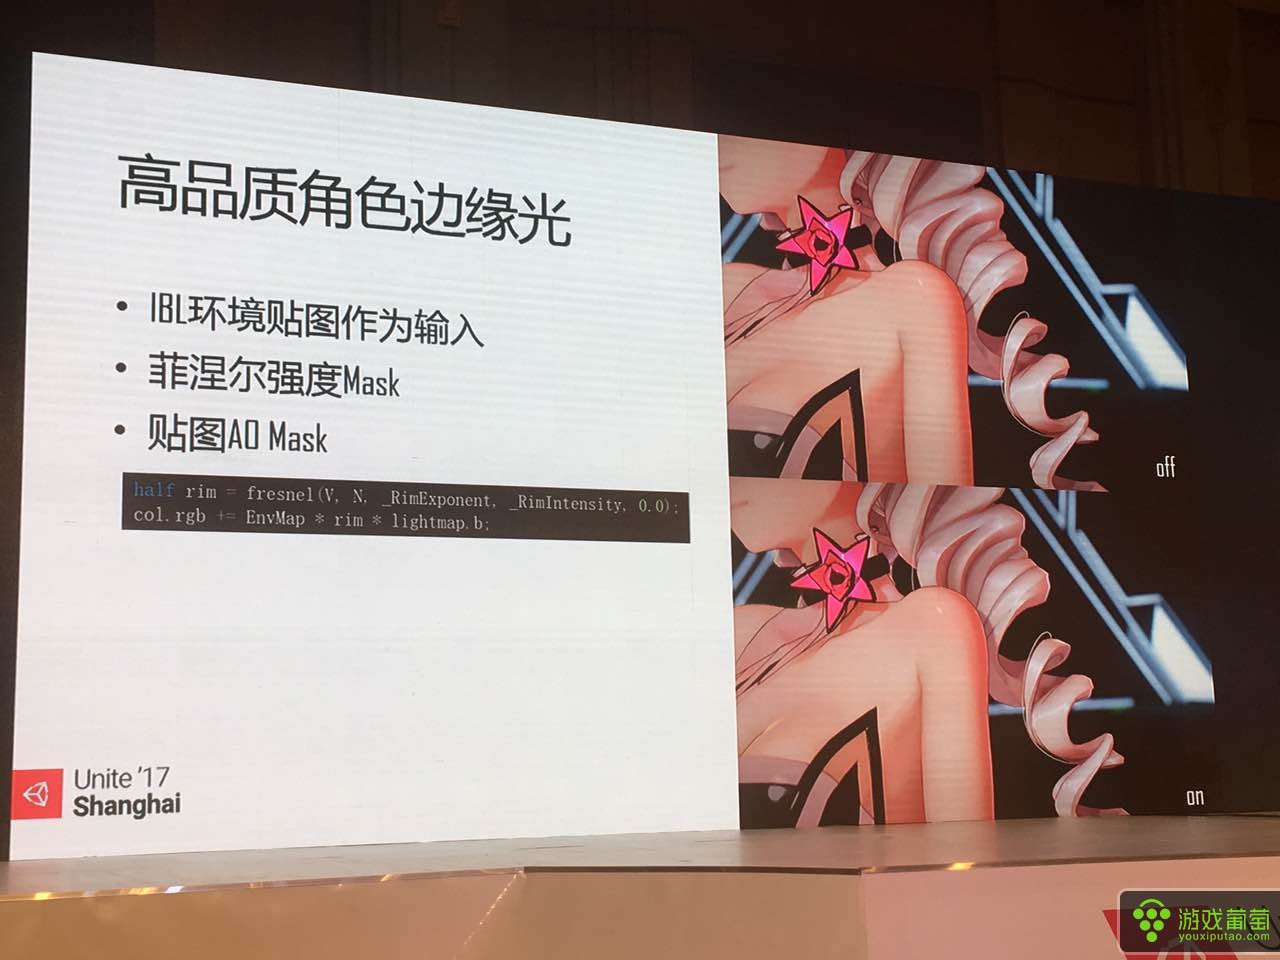 高品质角色边缘光
• IBL环境贴图作为输入
• 菲涅尔强度Mask
• 贴图AO Mask
half rim = fresnel(V, N, _RimExponent, _RimIntensity, 0.0);
col.rgb += EnvMap * rim * lightmap.b;
off
on
Unite '17
Shanghai
游戏葡萄
youxiputao.com